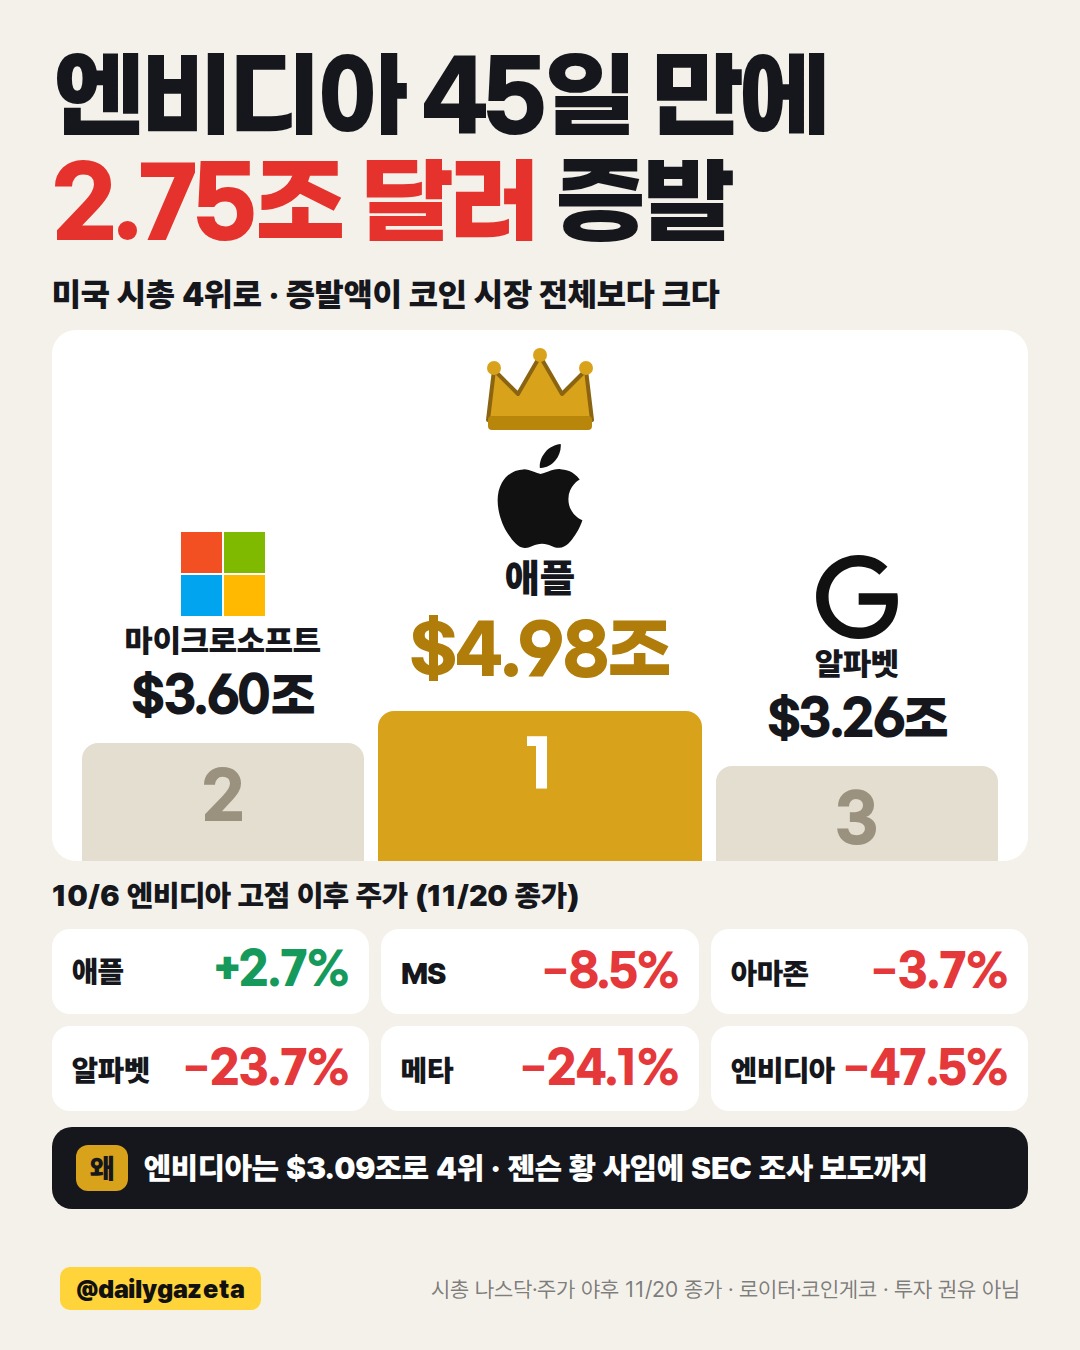 엔비디아 45일 만에
2.75조 달러 증발
미국 시총 4위로 · 증발액이 코인 시장 전체보다 크다
애플
$4.98조
마이크로소프트
$3.60조
알파벳
$3.26조
2
1
3
10/6 엔비디아 고점 이후 주가 (11/20 종가)
애플 +2.7%
MS −8.5%
아마존 −3.7%
알파벳 −23.7%
메타 −24.1%
엔비디아 −47.5%
왜 엔비디아는 $3.09조로 4위 · 젠슨 황 사임에 SEC 조사 보도까지
@dailygazeta
시총 나스닥·주가 야후 11/20 종가 · 로이터·코인게코 · 투자 권유 아님